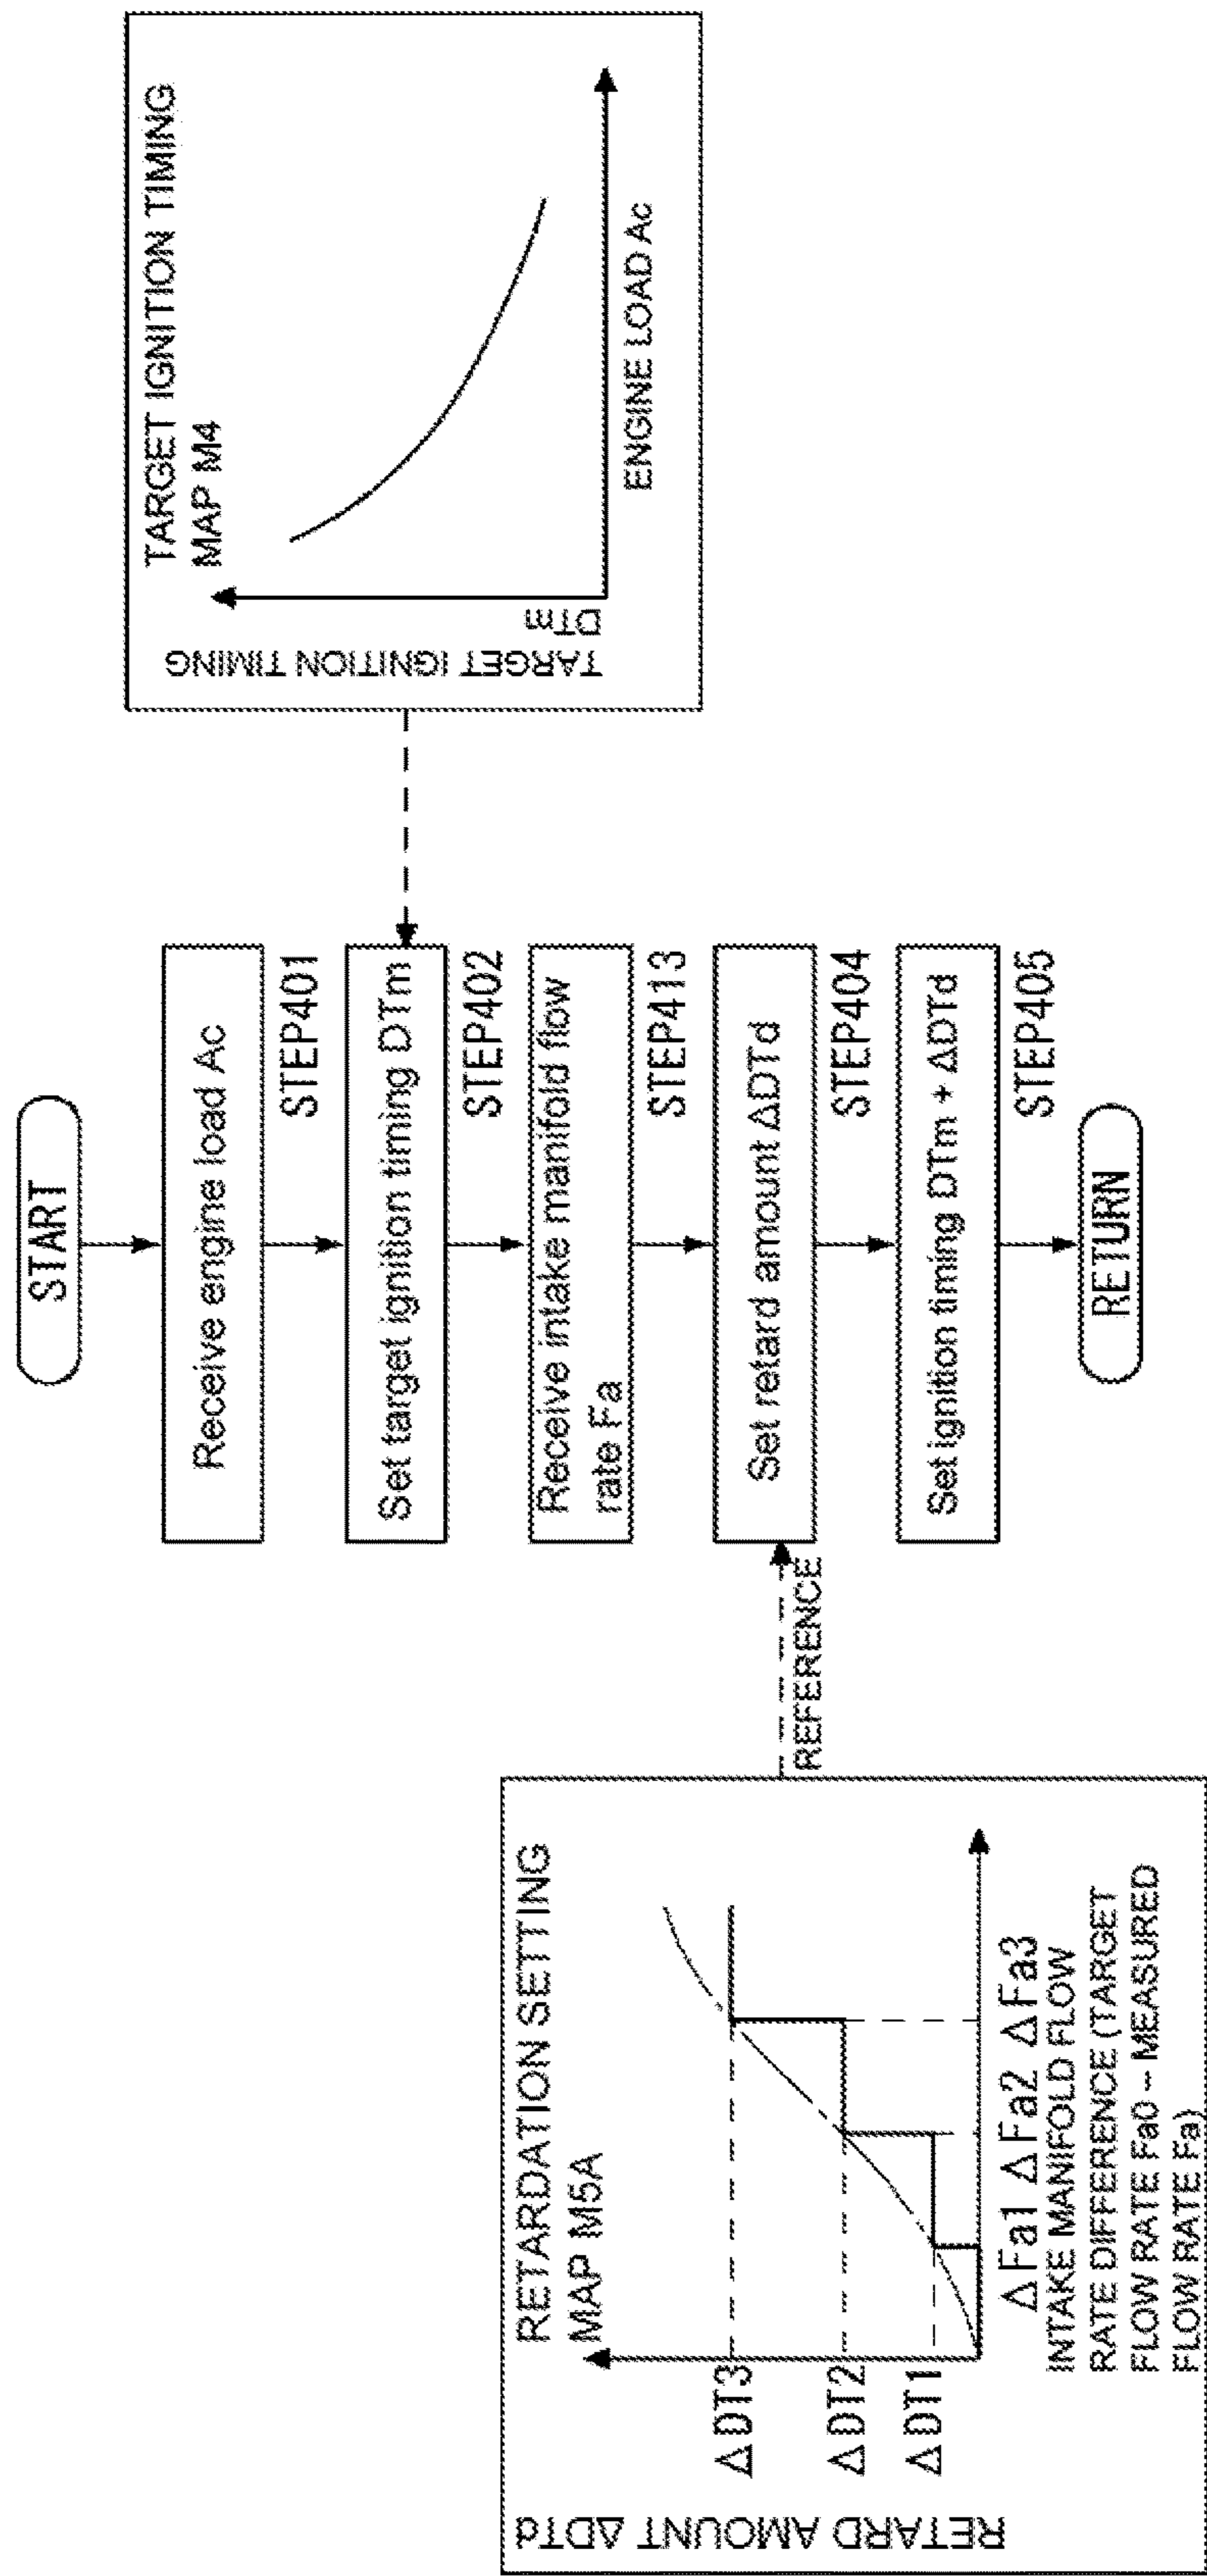 START
Receive engine load Ac
STEP401
Set target ignition timing DTm
STEP402
Receive intake manifold flow
rate Fa
STEP413
Set retard amount ΔDTd
STEP404
Set ignition timing DTm + ΔDTd
STEP405
RETURN
TARGET IGNITION TIMING
MAP M4
TARGET IGNITION TIMING
DTm
ENGINE LOAD Ac
REFERENCE
RETARDATION SETTING
MAP M5A
RETARD AMOUNT ΔDTd
ΔDT3
ΔDT2
ΔDT1
ΔFa1 ΔFa2 ΔFa3
INTAKE MANIFOLD FLOW
RATE DIFFERENCE (TARGET
FLOW RATE Fa0 – MEASURED
FLOW RATE Fa)